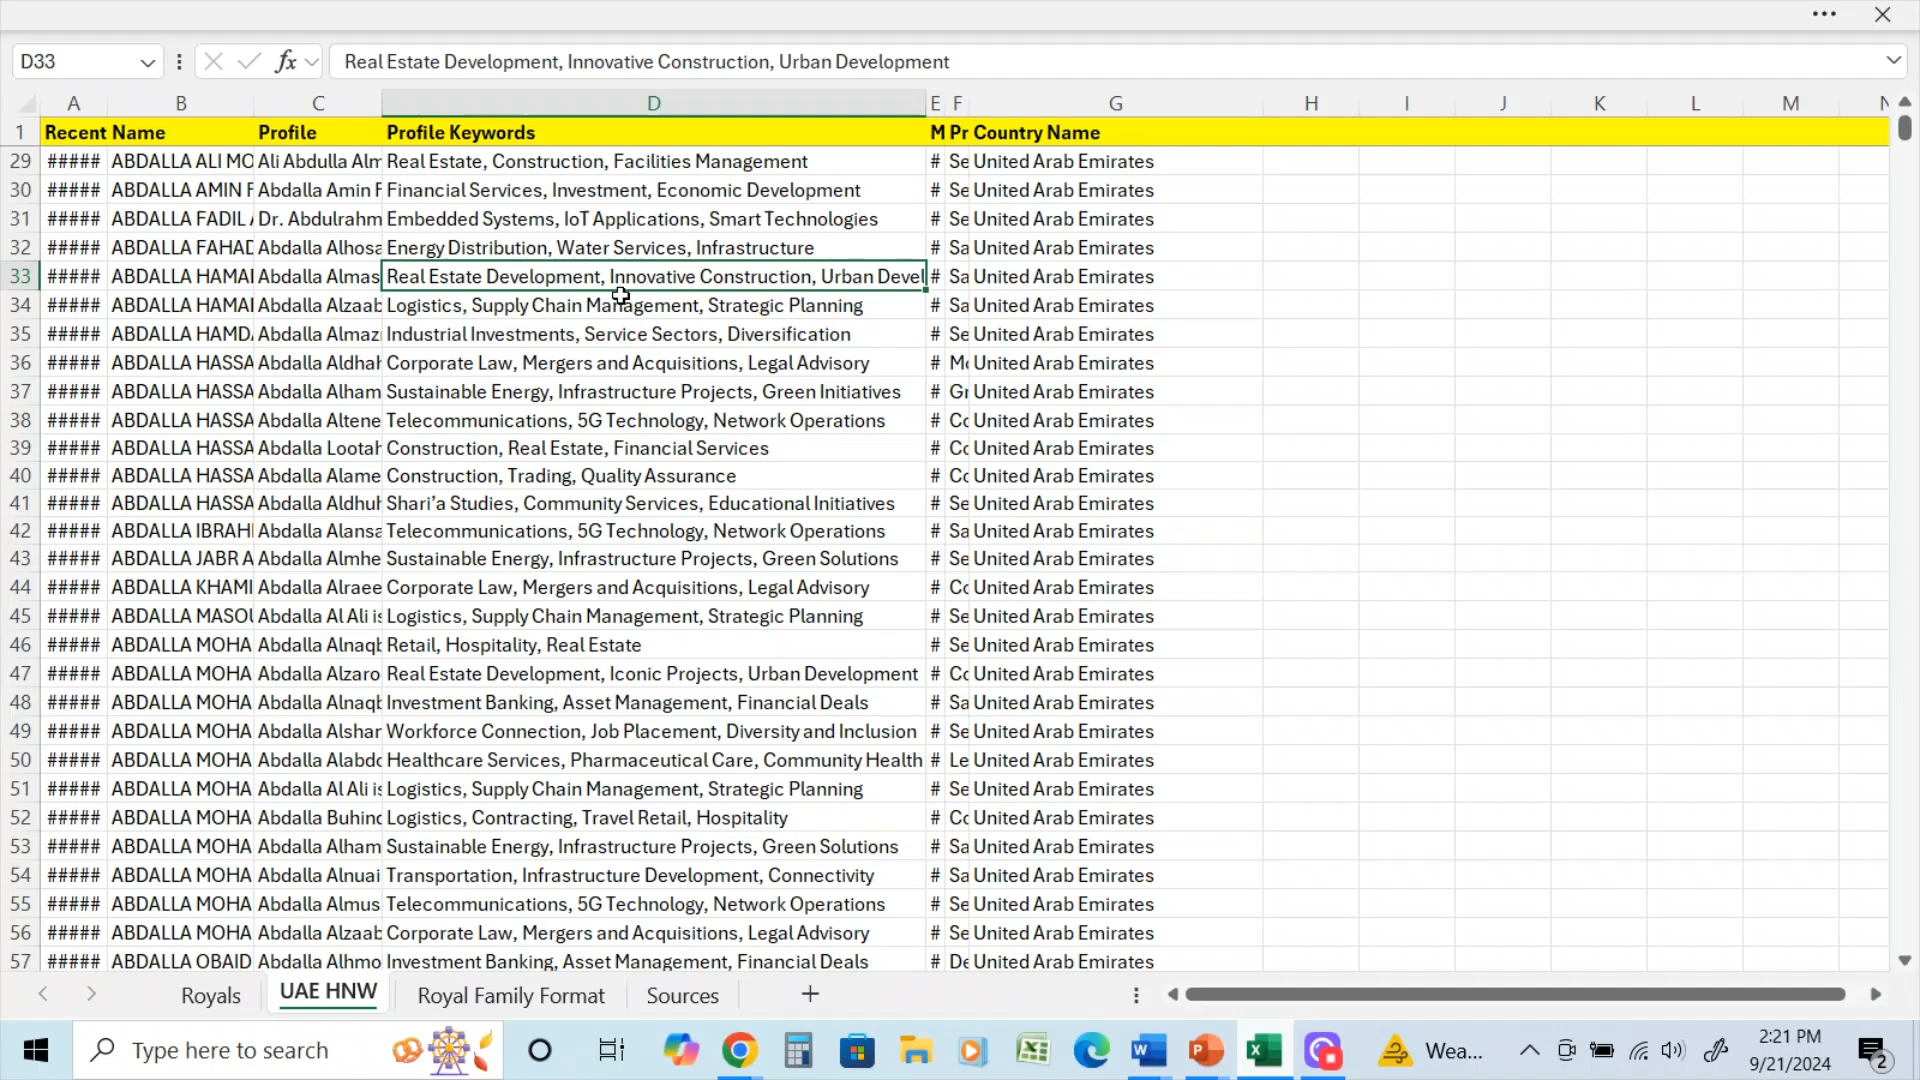 D33 fx Real Estate Development, Innovative Construction, Urban Development
A B C D E F G H I J K L M N
1 Recent Name Profile Profile Keywords M Pr Country Name
29 ##### ABDALLA ALI MO Ali Abdulla Alm Real Estate, Construction, Facilities Management # Se United Arab Emirates
30 ##### ABDALLA AMIN F Abdalla Amin F Financial Services, Investment, Economic Development # Se United Arab Emirates
31 ##### ABDALLA FADIL A Dr. Abdulrahm Embedded Systems, IoT Applications, Smart Technologies # Se United Arab Emirates
32 ##### ABDALLA FAHAD Abdalla Alhosa Energy Distribution, Water Services, Infrastructure # Sa United Arab Emirates
33 ##### ABDALLA HAMAI Abdalla Almas Real Estate Development, Innovative Construction, Urban Devel # Sa United Arab Emirates
34 ##### ABDALLA HAMAI Abdalla Alzaab Logistics, Supply Chain Management, Strategic Planning # Sa United Arab Emirates
35 ##### ABDALLA HAMDA Abdalla Almaz Industrial Investments, Service Sectors, Diversification # Se United Arab Emirates
36 ##### ABDALLA HASSA Abdalla Aldhah Corporate Law, Mergers and Acquisitions, Legal Advisory # Mo United Arab Emirates
37 ##### ABDALLA HASSA Abdalla Alham Sustainable Energy, Infrastructure Projects, Green Initiatives # Gr United Arab Emirates
38 ##### ABDALLA HASSA Abdalla Altene Telecommunications, 5G Technology, Network Operations # Co United Arab Emirates
39 ##### ABDALLA HASSA Abdalla Lootah Construction, Real Estate, Financial Services # Co United Arab Emirates
40 ##### ABDALLA HASSA Abdalla Alame Construction, Trading, Quality Assurance # Co United Arab Emirates
41 ##### ABDALLA HASSA Abdalla Aldhuh Shari’a Studies, Community Services, Educational Initiatives # Se United Arab Emirates
42 ##### ABDALLA IBRAHI Abdalla Alansa Telecommunications, 5G Technology, Network Operations # Sa United Arab Emirates
43 ##### ABDALLA JABR A Abdalla Almhe Sustainable Energy, Infrastructure Projects, Green Solutions # Se United Arab Emirates
44 ##### ABDALLA KHAMI Abdalla Alraee Corporate Law, Mergers and Acquisitions, Legal Advisory # Co United Arab Emirates
45 ##### ABDALLA MASOU Abdalla Al Ali is Logistics, Supply Chain Management, Strategic Planning # Se United Arab Emirates
46 ##### ABDALLA MOHA Abdalla Alnaqb Retail, Hospitality, Real Estate # Se United Arab Emirates
47 ##### ABDALLA MOHA Abdalla Alzaro Real Estate Development, Iconic Projects, Urban Development # Co United Arab Emirates
48 ##### ABDALLA MOHA Abdalla Alnaqb Investment Banking, Asset Management, Financial Deals # Sa United Arab Emirates
49 ##### ABDALLA MOHA Abdalla Alshar Workforce Connection, Job Placement, Diversity and Inclusion # Se United Arab Emirates
50 ##### ABDALLA MOHA Abdalla Alabdo Healthcare Services, Pharmaceutical Care, Community Health # Le United Arab Emirates
51 ##### ABDALLA MOHA Abdalla Al Ali is Logistics, Supply Chain Management, Strategic Planning # Se United Arab Emirates
52 ##### ABDALLA MOHA Abdalla Buhind Logistics, Contracting, Travel Retail, Hospitality # Co United Arab Emirates
53 ##### ABDALLA MOHA Abdalla Alham Sustainable Energy, Infrastructure Projects, Green Solutions # Sa United Arab Emirates
54 ##### ABDALLA MOHA Abdalla Alnuai Transportation, Infrastructure Development, Connectivity # Sa United Arab Emirates
55 ##### ABDALLA MOHA Abdalla Almus Telecommunications, 5G Technology, Network Operations # Se United Arab Emirates
56 ##### ABDALLA MOHA Abdalla Alzaab Corporate Law, Mergers and Acquisitions, Legal Advisory # Se United Arab Emirates
57 ##### ABDALLA OBAID Abdalla Alhmo Investment Banking, Asset Management, Financial Deals # De United Arab Emirates
Royals UAE HNW Royal Family Format Sources
Type here to search Wea... 2:21 PM
9/21/2024 2